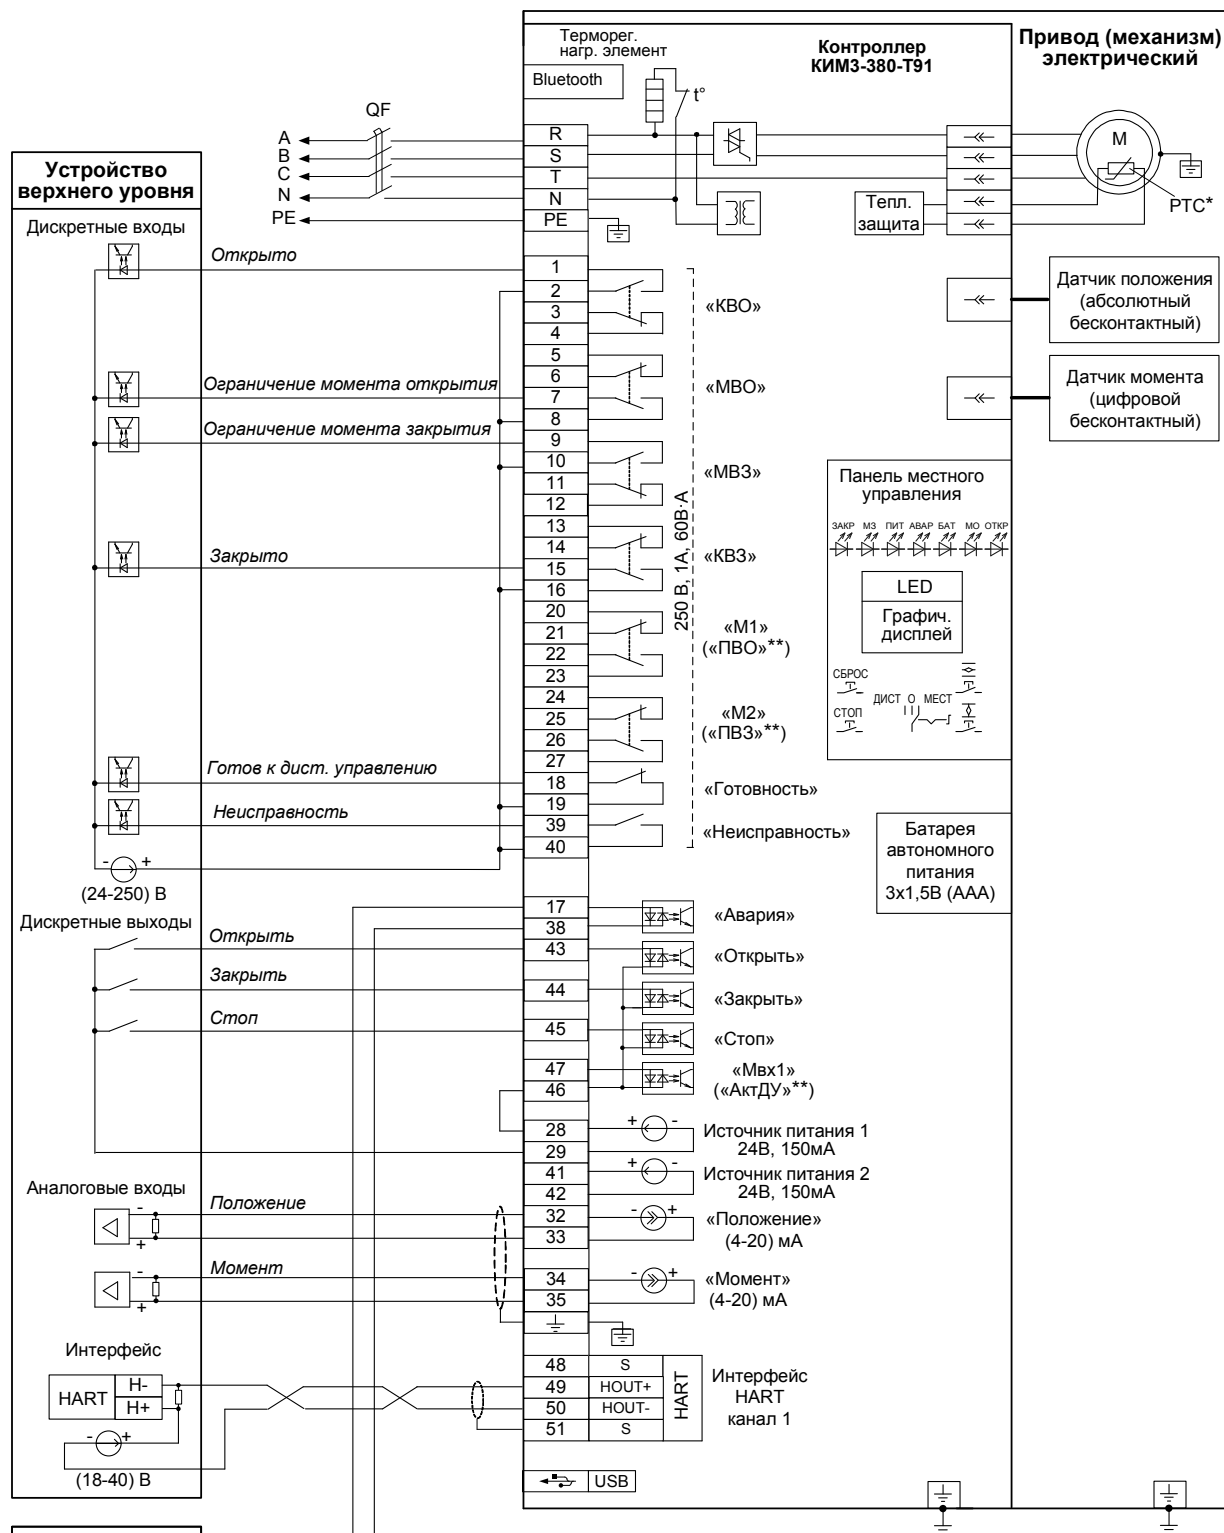 Терморег.
нагр. элемент
Bluetooth
Контроллер
КИМ3-380-Т91
Привод (механизм)
электрический
t°
QF
A
B
C
N
PE
R
S
T
N
PE
M
PTC*
Тепл.
защита
Устройство
верхнего уровня
Дискретные входы
Открыто
1
2
3
4
«КВО»
Датчик положения
(абсолютный
бесконтактный)
5
6
7
8
Ограничение момента открытия
«МВО»
Датчик момента
(цифровой
бесконтактный)
Ограничение момента закрытия
9
10
11
12
«МВЗ»
250 В, 1А, 60В·А
Панель местного
управления
ЗАКР МЗ ПИТ АВАР БАТ МО ОТКР
LED
Графич.
дисплей
СБРОС
СТОП
ДИСТ О МЕСТ
13
14
15
16
Закрыто
«КВЗ»
20
21
22
23
«М1»
(«ПВО»**)
24
25
26
27
«М2»
(«ПВЗ»**)
Готов к дист. управлению
18
19
«Готовность»
Неисправность
39
40
«Неисправность»
Батарея
автономного
питания
3х1,5В (ААА)
- +
(24-250) В
Дискретные выходы
17
38
«Авария»
Открыть
43
«Открыть»
Закрыть
44
«Закрыть»
Стоп
45
«Стоп»
47
46
«Мвх1»
(«АктДУ»**)
28
29
+ -
Источник питания 1
24В, 150мА
41
42
+ -
Источник питания 2
24В, 150мА
Аналоговые входы
-
+
Положение
32
33
- +
«Положение»
(4-20) мА
-
+
Момент
34
35
- +
«Момент»
(4-20) мА
Интерфейс
HART
H-
H+
- +
(18-40) В
48 S
49 HOUT+
50 HOUT-
51 S
HART
Интерфейс
HART
канал 1
USB